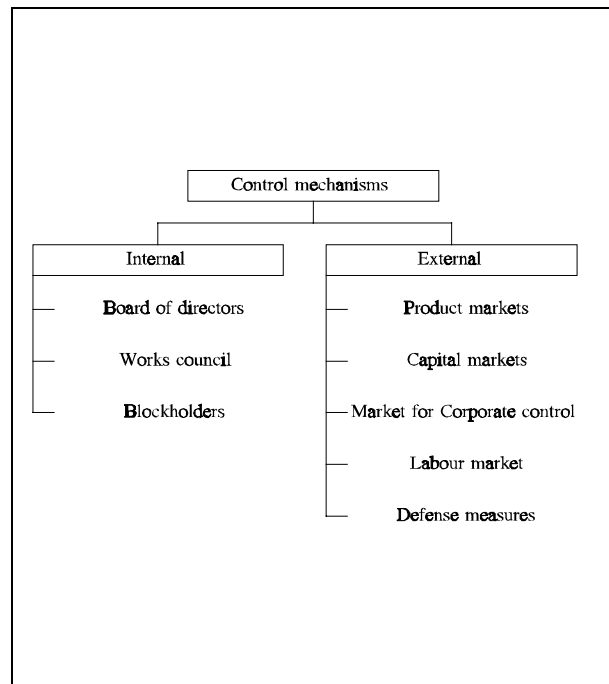 Control mechanisms
Internal
Board of directors
Works council
Blockholders
External
Product markets
Capital markets
Market for Corporate control
Labour market
Defense measures